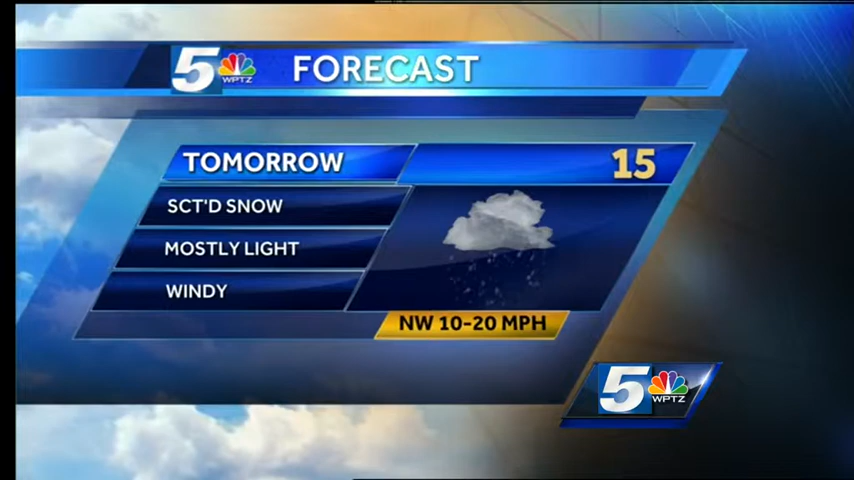 5 WPTZ FORECAST
TOMORROW 15
SCT'D SNOW
MOSTLY LIGHT
WINDY
NW 10-20 MPH
5 WPTZ